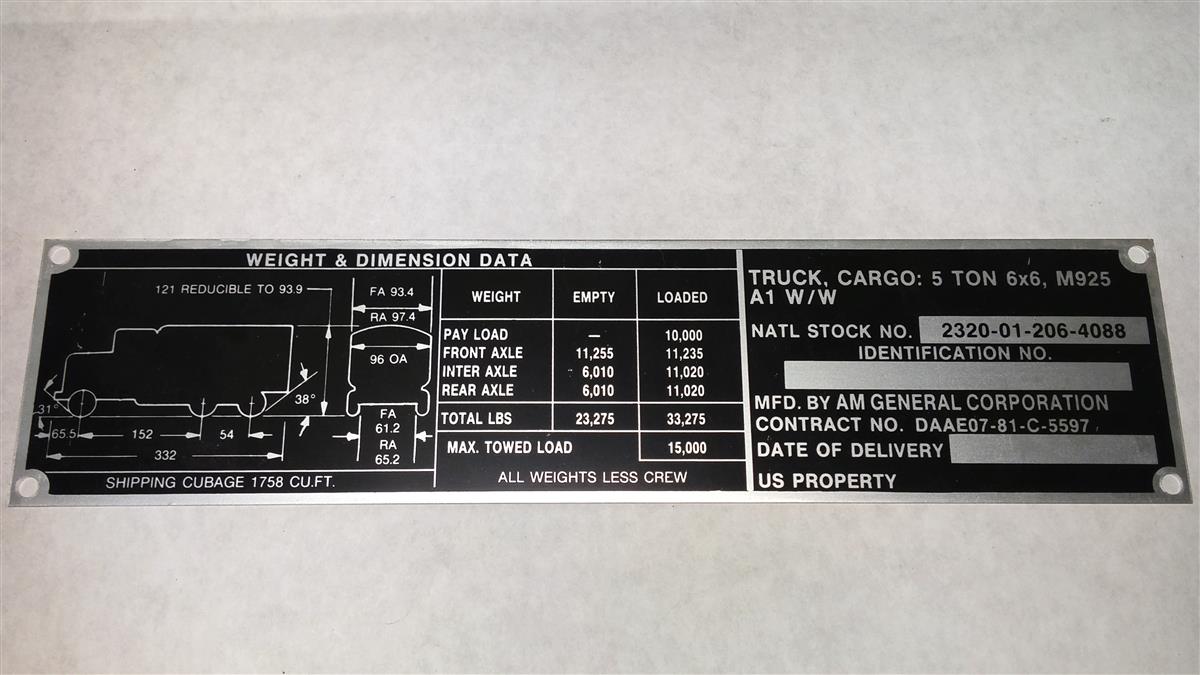 WEIGHT & DIMENSION DATA
121 REDUCIBLE TO 93.9
FA 93.4
RA 97.4
96 OA
31°
38°
65.5
152
54
332
FA
61.2
RA
65.2
SHIPPING CUBAGE 1758 CU.FT.
WEIGHT EMPTY LOADED
PAY LOAD — 10,000
FRONT AXLE 11,255 11,235
INTER AXLE 6,010 11,020
REAR AXLE 6,010 11,020
TOTAL LBS 23,275 33,275
MAX. TOWED LOAD 15,000
ALL WEIGHTS LESS CREW
TRUCK, CARGO: 5 TON 6x6, M925
A1 W/W
NATL STOCK NO. 2320-01-206-4088
IDENTIFICATION NO.
MFD. BY AM GENERAL CORPORATION
CONTRACT NO. DAAE07-81-C-5597
DATE OF DELIVERY
US PROPERTY